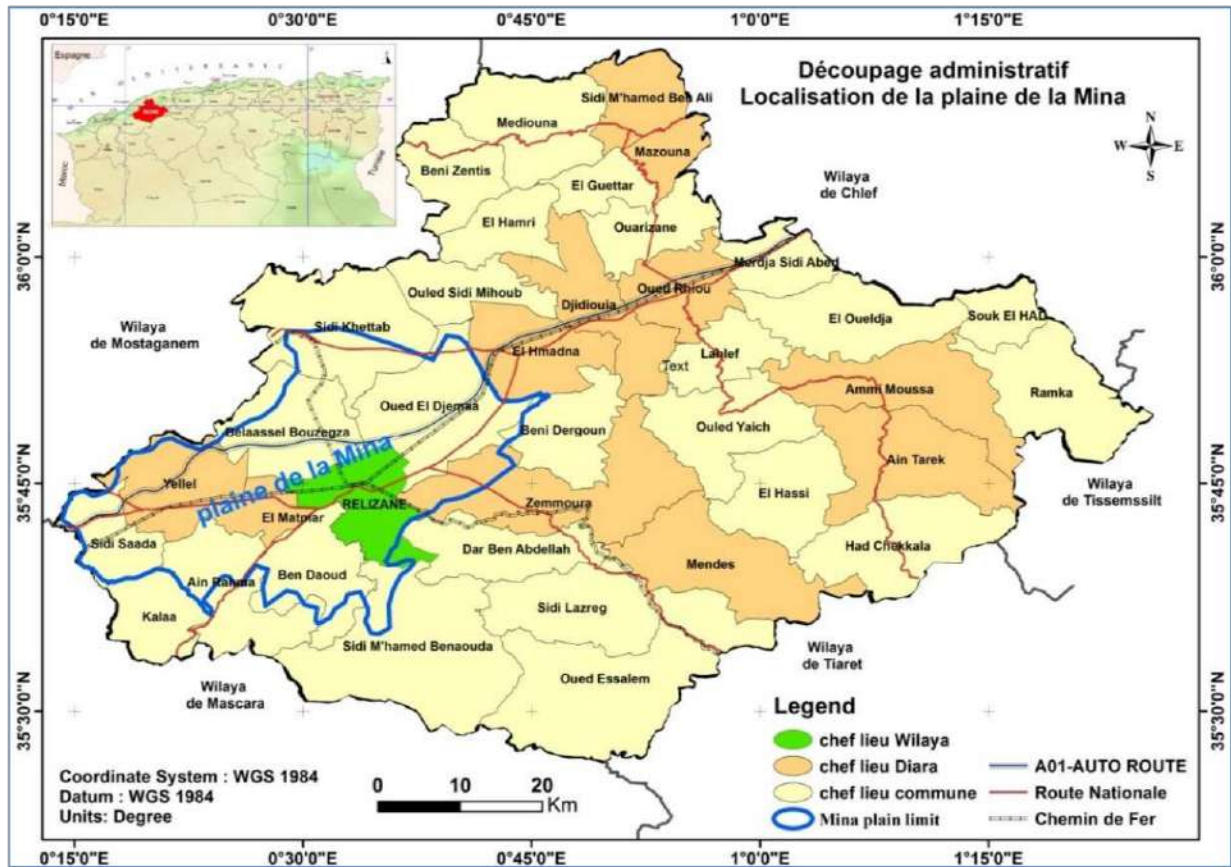 0°15'0"E
0°30'0"E
0°45'0"E
1°0'0"E
1°15'0"E
Espagne
MER MEDITERRANEE
Maroc
Tunisie
Découpage administratif
Localisation de la plaine de la Mina
N
W
E
S
36°0'0"N
35°45'0"N
35°30'0"N
36°0'0"N
35°45'0"N
35°30'0"N
Sidi M'hamed Ben Ali
Mediouna
Mazouna
Beni Zentis
El Guettar
Wilaya
de Chlef
El Hamri
Ouarizane
Merdja Sidi Abed
Ouled Sidi Mihoub
Oued Rhiou
Djidiouia
Wilaya
de Mostaganem
Sidi Khettab
El Oueldja
Souk El HAD
El Hmadna
Lahlef
Text
Ammi Moussa
Ramka
Oued El Djemaa
Belaassel Bouzegza
Beni Dergoun
Ouled Yaich
plaine de la Mina
Ain Tarek
Yellel
El Hassi
Wilaya
de Tissemssilt
RELIZANE
Zemmoura
El Matmar
Sidi Saada
Dar Ben Abdellah
Had Chekkala
Mendes
Ain Rahma
Ben Daoud
Kalaa
Sidi Lazreg
Sidi M'hamed Benaouda
Wilaya
de Tiaret
Oued Essalem
Wilaya
de Mascara
Legend
chef lieu Wilaya
chef lieu Diara
chef lieu commune
Mina plain limit
A01-AUTO ROUTE
Route Nationale
Chemin de Fer
Coordinate System : WGS 1984
Datum : WGS 1984
Units: Degree
0
10
20
Km
0°15'0"E
0°30'0"E
0°45'0"E
1°0'0"E
1°15'0"E